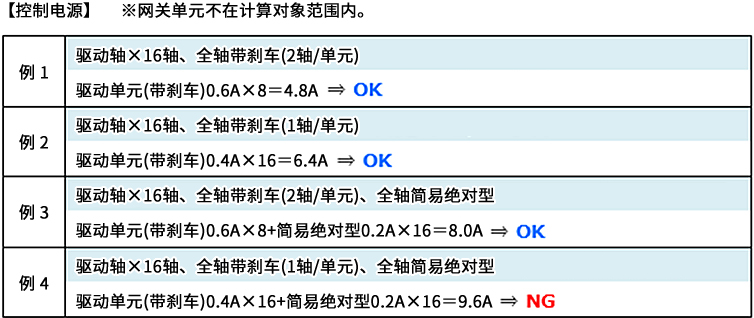 【控制电源】 ※网关单元不在计算对象范围内。
例 1
驱动轴×16轴、全轴带刹车(2轴/单元)
驱动单元(带刹车)0.6A×8＝4.8A ⇒ OK
例 2
驱动轴×16轴、全轴带刹车(1轴/单元)
驱动单元(带刹车)0.4A×16＝6.4A ⇒ OK
例 3
驱动轴×16轴、全轴带刹车(2轴/单元)、全轴简易绝对型
驱动单元(带刹车)0.6A×8+简易绝对型0.2A×16＝8.0A ⇒ OK
例 4
驱动轴×16轴、全轴带刹车(1轴/单元)、全轴简易绝对型
驱动单元(带刹车)0.4A×16+简易绝对型0.2A×16＝9.6A ⇒ NG